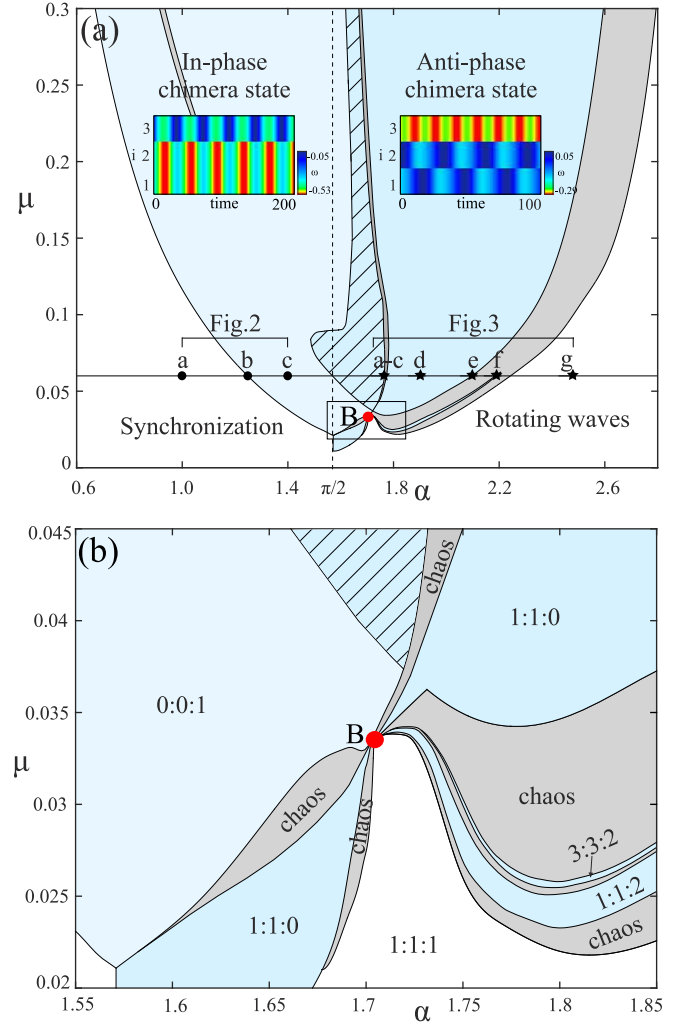 0.3
(a)
In-phase
chimera state
Anti-phase
chimera state
0.25
3
i 2
1
-0.05
ω
-0.53
0 time 200
3
i 2
1
-0.05
ω
-0.29
0 time 100
0.2
μ
0.15
0.1
Fig.2
Fig.3
a b c
a-c d e f g
0.05
B
Synchronization
Rotating waves
0
0.6 1.0 1.4 π/2 1.8 α 2.2 2.6
0.045
(b)
chaos
0.04
1:1:0
0:0:1
0.035
B
μ
chaos
0.03
chaos
chaos
3:3:2
0.025
1:1:2
1:1:0
chaos
1:1:1
0.02
1.55 1.6 1.65 1.7 α 1.75 1.8 1.85